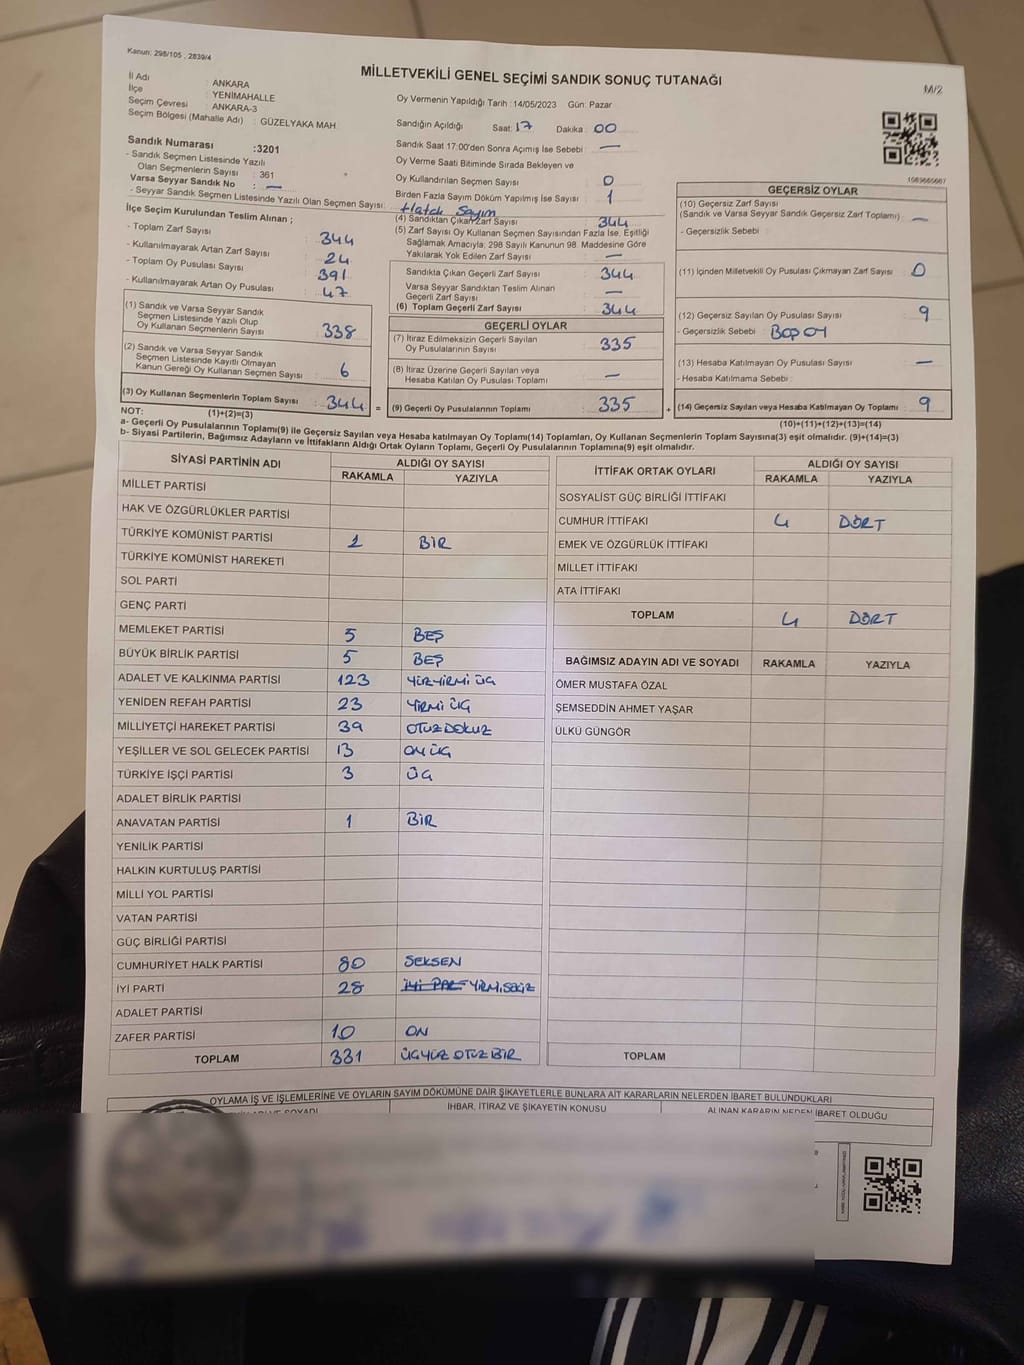 Kanun: 298/105 , 2839/4
MİLLETVEKİLİ GENEL SEÇİMİ SANDIK SONUÇ TUTANAĞI
M/2
İl Adı : ANKARA
İlçe : YENİMAHALLE
Seçim Çevresi : ANKARA-3
Seçim Bölgesi (Mahalle Adı) : GÜZELYAKA MAH
Oy Vermenin Yapıldığı Tarih :14/05/2023 Gün: Pazar
Sandığın Açıldığı Saat: 17 Dakika: 00
Sandık Saat 17:00'den Sonra Açımış İse Sebebi : —
Oy Verme Saati Bitiminde Sırada Bekleyen ve
Oy Kullandırılan Seçmen Sayısı : 0
Birden Fazla Sayım Döküm Yapılmış İse Sayısı : 1
Hatalı Sayım
Sandık Numarası :3201
- Sandık Seçmen Listesinde Yazılı
Olan Seçmenlerin Sayısı : 361
Varsa Seyyar Sandık No : —
- Seyyar Sandık Seçmen Listesinde Yazılı Olan Seçmen Sayısı:
İlçe Seçim Kurulundan Teslim Alınan ;
- Toplam Zarf Sayısı : 344
- Kullanılmayarak Artan Zarf Sayısı : 24
- Toplam Oy Pusulası Sayısı : 391
- Kullanılmayarak Artan Oy Pusulası : 47
(1) Sandık ve Varsa Seyyar Sandık
Seçmen Listesinde Yazılı Olup
Oy Kullanan Seçmenlerin Sayısı : 338
(2) Sandık ve Varsa Seyyar Sandık
Seçmen Listesinde Kayıtlı Olmayan
Kanun Gereği Oy Kullanan Seçmen Sayısı : 6
(3) Oy Kullanan Seçmenlerin Toplam Sayısı : 344 =
(4) Sandıktan Çıkan Zarf Sayısı : 344
(5) Zarf Sayısı Oy Kullanan Seçmen Sayısından Fazla İse, Eşitliği
Sağlamak Amacıyla; 298 Sayılı Kanunun 98. Maddesine Göre
Yakılarak Yok Edilen Zarf Sayısı : —
Sandıkta Çıkan Geçerli Zarf Sayısı : 344
Varsa Seyyar Sandıktan Teslim Alınan
Geçerli Zarf Sayısı : —
(6) Toplam Geçerli Zarf Sayısı : 344
GEÇERLİ OYLAR
(7) İtiraz Edilmeksizin Geçerli Sayılan
Oy Pusulalarının Sayısı : 335
(8) İtiraz Üzerine Geçerli Sayılan veya
Hesaba Katılan Oy Pusulası Toplamı : —
(9) Geçerli Oy Pusulalarının Toplamı : 335 +
1089665667
GEÇERSİZ OYLAR
(10) Geçersiz Zarf Sayısı
(Sandık ve Varsa Seyyar Sandık Geçersiz Zarf Toplamı) : —
- Geçersizlik Sebebi :
(11) İçinden Milletvekili Oy Pusulası Çıkmayan Zarf Sayısı : 0
(12) Geçersiz Sayılan Oy Pusulası Sayısı : 9
- Geçersizlik Sebebi : BOŞ OY
(13) Hesaba Katılmayan Oy Pusulası Sayısı : —
- Hesaba Katılmama Sebebi :
(14) Geçersiz Sayılan veya Hesaba Katılmayan Oy Toplamı : 9
NOT: (1)+(2)=(3)
(10)+(11)+(12)+(13)=(14)
a- Geçerli Oy Pusulalarının Toplamı(9) ile Geçersiz Sayılan veya Hesaba katılmayan Oy Toplamı(14) Toplamları, Oy Kullanan Seçmenlerin Toplam Sayısına(3) eşit olmalıdır. (9)+(14)=(3)
b- Siyasi Partilerin, Bağımsız Adayların ve İttifakların Aldığı Ortak Oyların Toplamı, Geçerli Oy Pusulalarının Toplamına(9) eşit olmalıdır.
SİYASİ PARTİNİN ADI ALDIĞI OY SAYISI
RAKAMLA YAZIYLA
MİLLET PARTİSİ
HAK VE ÖZGÜRLÜKLER PARTİSİ
TÜRKİYE KOMÜNİST PARTİSİ 1 BİR
TÜRKİYE KOMÜNİST HAREKETİ
SOL PARTİ
GENÇ PARTİ
MEMLEKET PARTİSİ 5 BEŞ
BÜYÜK BİRLİK PARTİSİ 5 BEŞ
ADALET VE KALKINMA PARTİSİ 123 YÜZYİRMİ ÜÇ
YENİDEN REFAH PARTİSİ 23 YİRMİ ÜÇ
MİLLİYETÇİ HAREKET PARTİSİ 39 OTUZDOKUZ
YEŞİLLER VE SOL GELECEK PARTİSİ 13 ON ÜÇ
TÜRKİYE İŞÇİ PARTİSİ 3 ÜÇ
ADALET BİRLİK PARTİSİ
ANAVATAN PARTİSİ 1 BİR
YENİLİK PARTİSİ
HALKIN KURTULUŞ PARTİSİ
MİLLİ YOL PARTİSİ
VATAN PARTİSİ
GÜÇ BİRLİĞİ PARTİSİ
CUMHURİYET HALK PARTİSİ 80 SEKSEN
İYİ PARTİ 28 İYİ PAR YİRMİSEKİZ
ADALET PARTİSİ
ZAFER PARTİSİ 10 ON
TOPLAM 331 ÜÇYÜZ OTUZ BİR
İTTİFAK ORTAK OYLARI ALDIĞI OY SAYISI
RAKAMLA YAZIYLA
SOSYALİST GÜÇ BİRLİĞİ İTTİFAKI
CUMHUR İTTİFAKI 4 DÖRT
EMEK VE ÖZGÜRLÜK İTTİFAKI
MİLLET İTTİFAKI
ATA İTTİFAKI
TOPLAM 4 DÖRT
BAĞIMSIZ ADAYIN ADI VE SOYADI RAKAMLA YAZIYLA
ÖMER MUSTAFA ÖZAL
ŞEMSEDDİN AHMET YAŞAR
ÜLKÜ GÜNGÖR
TOPLAM
OYLAMA İŞ VE İŞLEMLERİNE VE OYLARIN SAYIM DÖKÜMÜNE DAİR ŞİKAYETLERLE BUNLARA AİT KARARLARIN NELERDEN İBARET BULUNDUKLARI
SOYADI İHBAR, İTİRAZ VE ŞİKAYETİN KONUSU ALINAN KARARIN NEDEN İBARET OLDUĞU